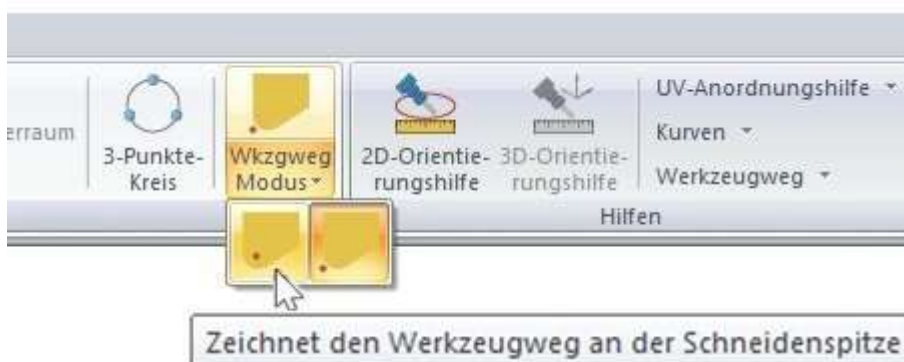 erraum
3-Punkte-
Kreis
Wkzgweg
Modus
2D-Orientie-
rungshilfe
3D-Orientie-
rungshilfe
UV-Anordnungshilfe
Kurven
Werkzeugweg
Hilfen
Zeichnet den Werkzeugweg an der Schneidenspitze